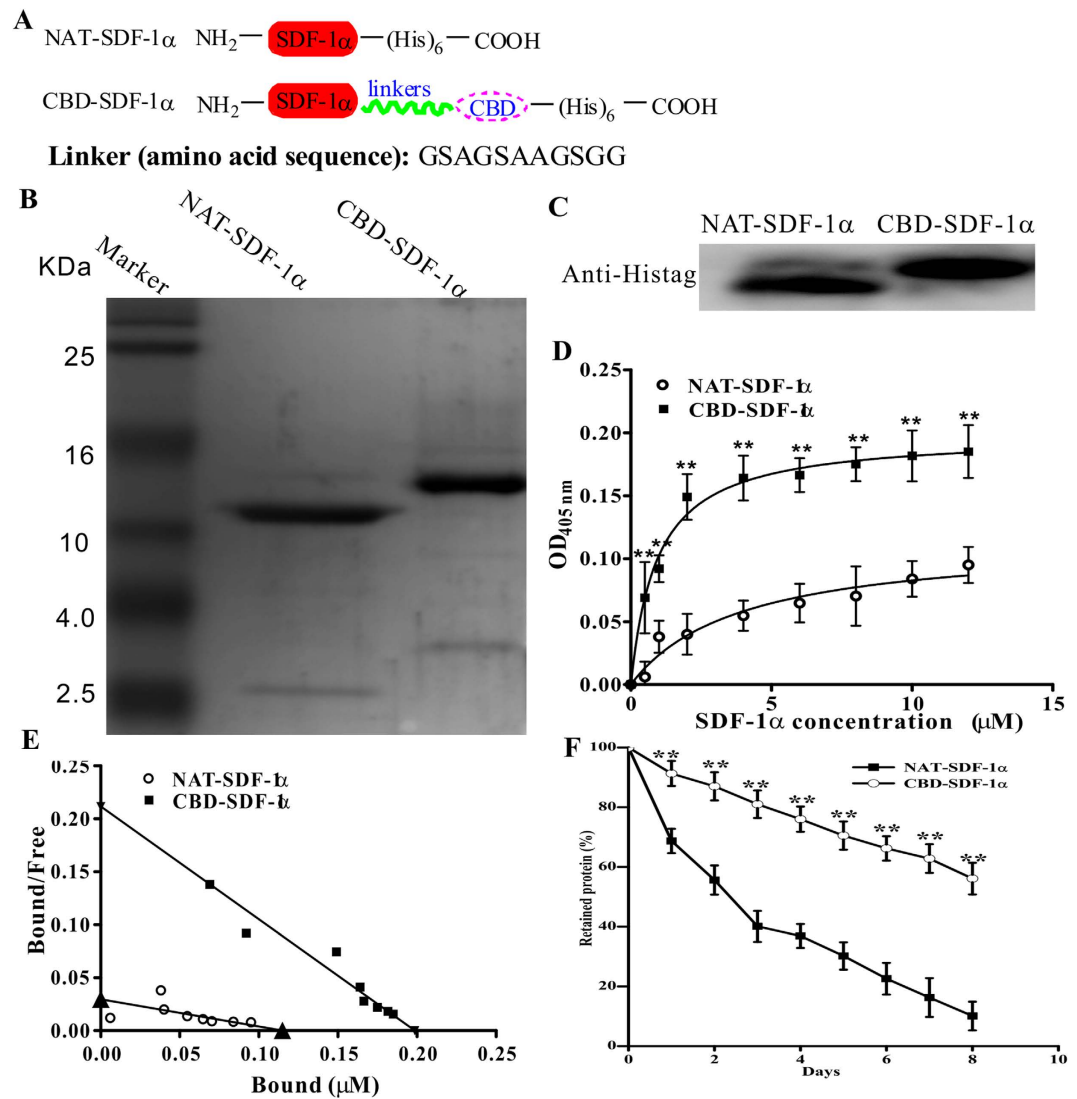 A
NAT-SDF-1α NH2 SDF-1α (His)6 COOH
linkers
CBD-SDF-1α NH2 SDF-1α CBD (His)6 COOH
Linker (amino acid sequence): GSAGSAAGSGG
B
KDa Marker NAT-SDF-1α CBD-SDF-1α
25
16
10
4.0
2.5
C
NAT-SDF-1α CBD-SDF-1α
Anti-Histag
D
NAT-SDF-1α
CBD-SDF-1α
OD405 nm
0.25
0.20
0.15
0.10
0.05
0.00
** ** ** ** ** ** ** **
0 5 10 15
SDF-1α concentration (μM)
E
NAT-SDF-1α
CBD-SDF-1α
Bound/Free
0.25
0.20
0.15
0.10
0.05
0.00
0.00 0.05 0.10 0.15 0.20 0.25
Bound (μM)
F
NAT-SDF-1α
CBD-SDF-1α
Retained protein (%)
100
80
60
40
20
0
** ** ** ** ** ** ** **
0 2 4 6 8 10
Days